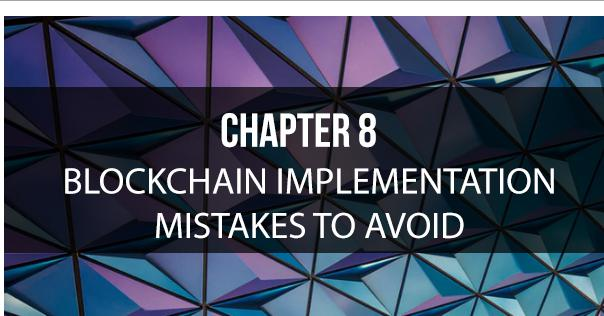 CHAPTER 8
BLOCKCHAIN IMPLEMENTATION
MISTAKES TO AVOID